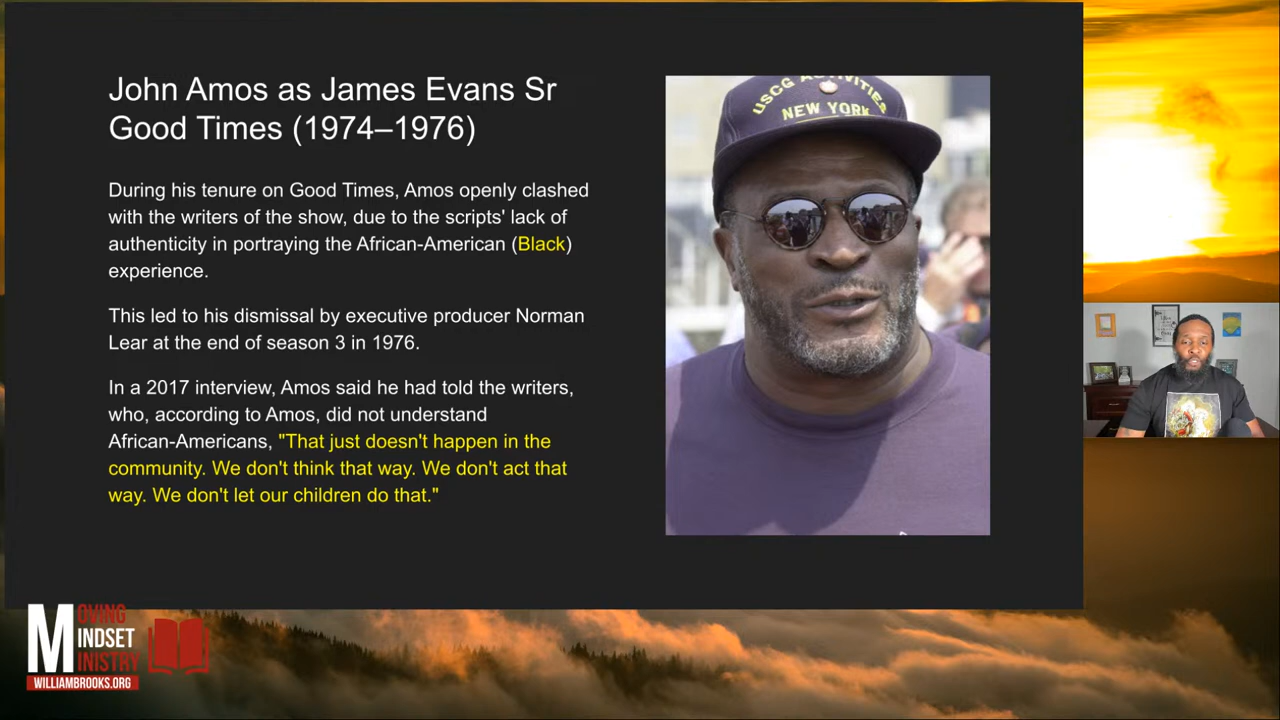 John Amos as James Evans Sr
Good Times (1974–1976)
During his tenure on Good Times, Amos openly clashed
with the writers of the show, due to the scripts' lack of
authenticity in portraying the African-American (Black)
experience.
This led to his dismissal by executive producer Norman
Lear at the end of season 3 in 1976.
In a 2017 interview, Amos said he had told the writers,
who, according to Amos, did not understand
African-Americans, "That just doesn't happen in the
community. We don't think that way. We don't act that
way. We don't let our children do that."
USCG ACTIVITIES
NEW YORK
MOVING
MINDSET
MINISTRY
WILLIAMBROOKS.ORG